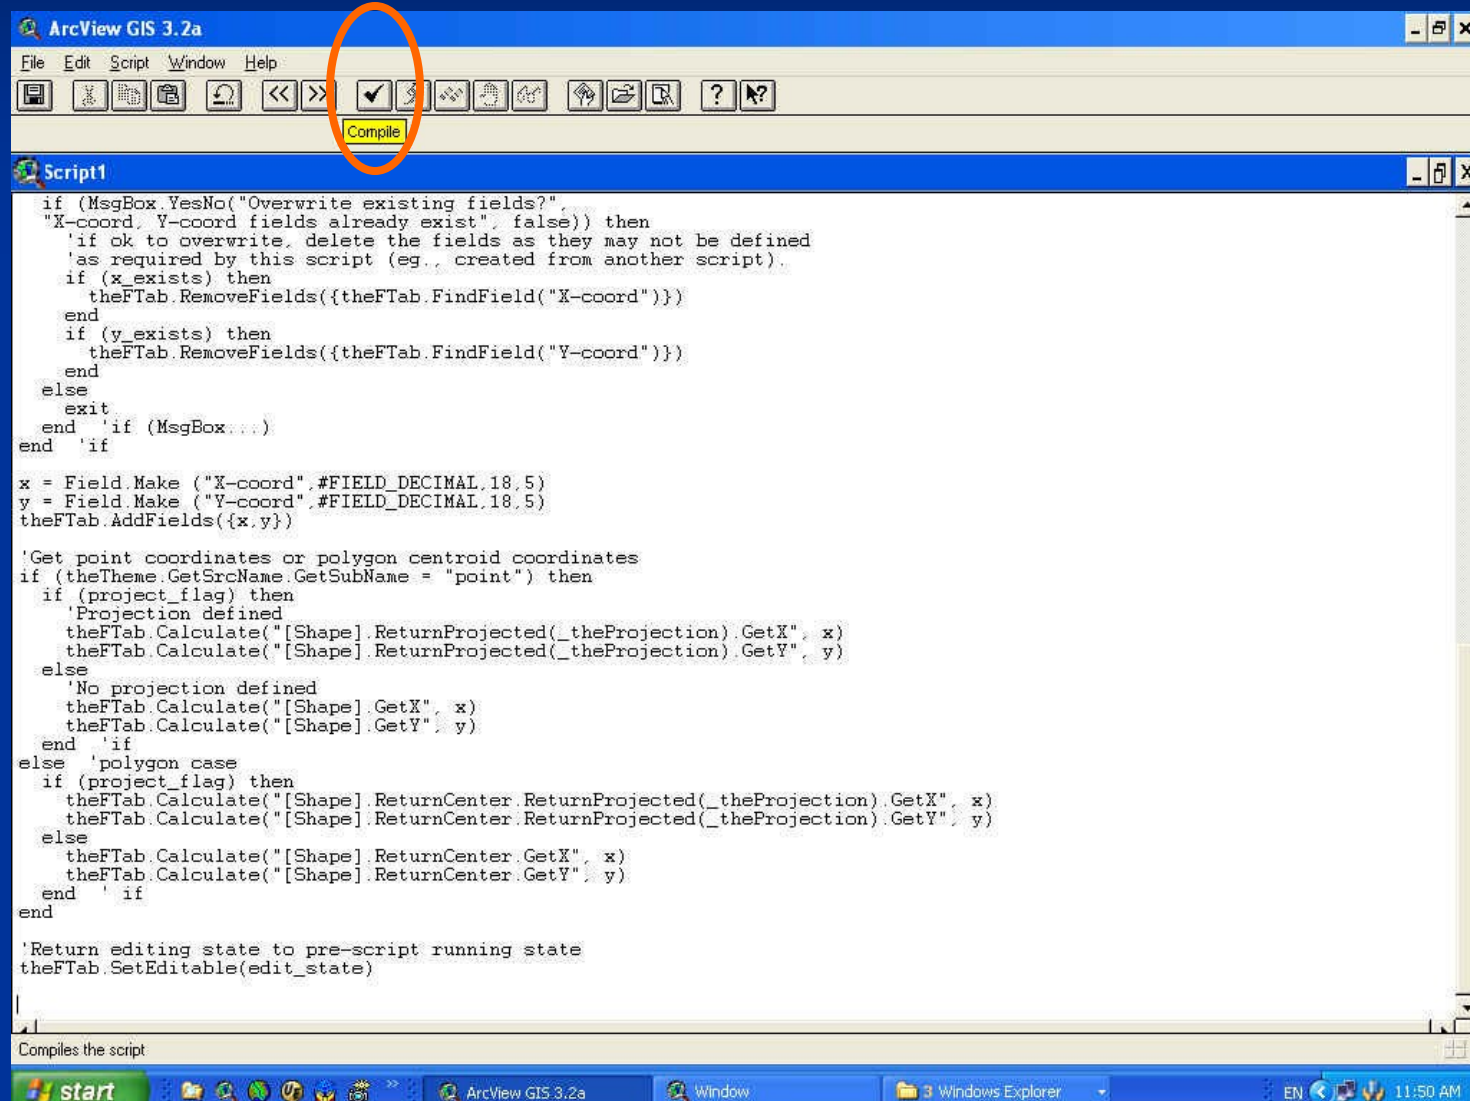 ArcView GIS 3.2a
File Edit Script Window Help
Compile
Script1
if (MsgBox.YesNo("Overwrite existing fields?",
"X-coord, Y-coord fields already exist", false)) then
'if ok to overwrite, delete the fields as they may not be defined
'as required by this script (eg., created from another script).
if (x_exists) then
theFTab.RemoveFields({theFTab.FindField("X-coord")})
end
if (y_exists) then
theFTab.RemoveFields({theFTab.FindField("Y-coord")})
end
else
exit
end 'if (MsgBox...)
end 'if
x = Field.Make ("X-coord",#FIELD_DECIMAL,18,5)
y = Field.Make ("Y-coord",#FIELD_DECIMAL,18,5)
theFTab.AddFields({x,y})
'Get point coordinates or polygon centroid coordinates
if (theTheme.GetSrcName.GetSubName = "point") then
if (project_flag) then
'Projection defined
theFTab.Calculate("[Shape].ReturnProjected(_theProjection).GetX", x)
theFTab.Calculate("[Shape].ReturnProjected(_theProjection).GetY", y)
else
'No projection defined
theFTab.Calculate("[Shape].GetX", x)
theFTab.Calculate("[Shape].GetY", y)
end 'if
else 'polygon case
if (project_flag) then
theFTab.Calculate("[Shape].ReturnCenter.ReturnProjected(_theProjection).GetX", x)
theFTab.Calculate("[Shape].ReturnCenter.ReturnProjected(_theProjection).GetY", y)
else
theFTab.Calculate("[Shape].ReturnCenter.GetX", x)
theFTab.Calculate("[Shape].ReturnCenter.GetY", y)
end ' if
end
'Return editing state to pre-script running state
theFTab.SetEditable(edit_state)
Compiles the script
start ArcView GIS 3.2a Window 3 Windows Explorer EN 11:50 AM